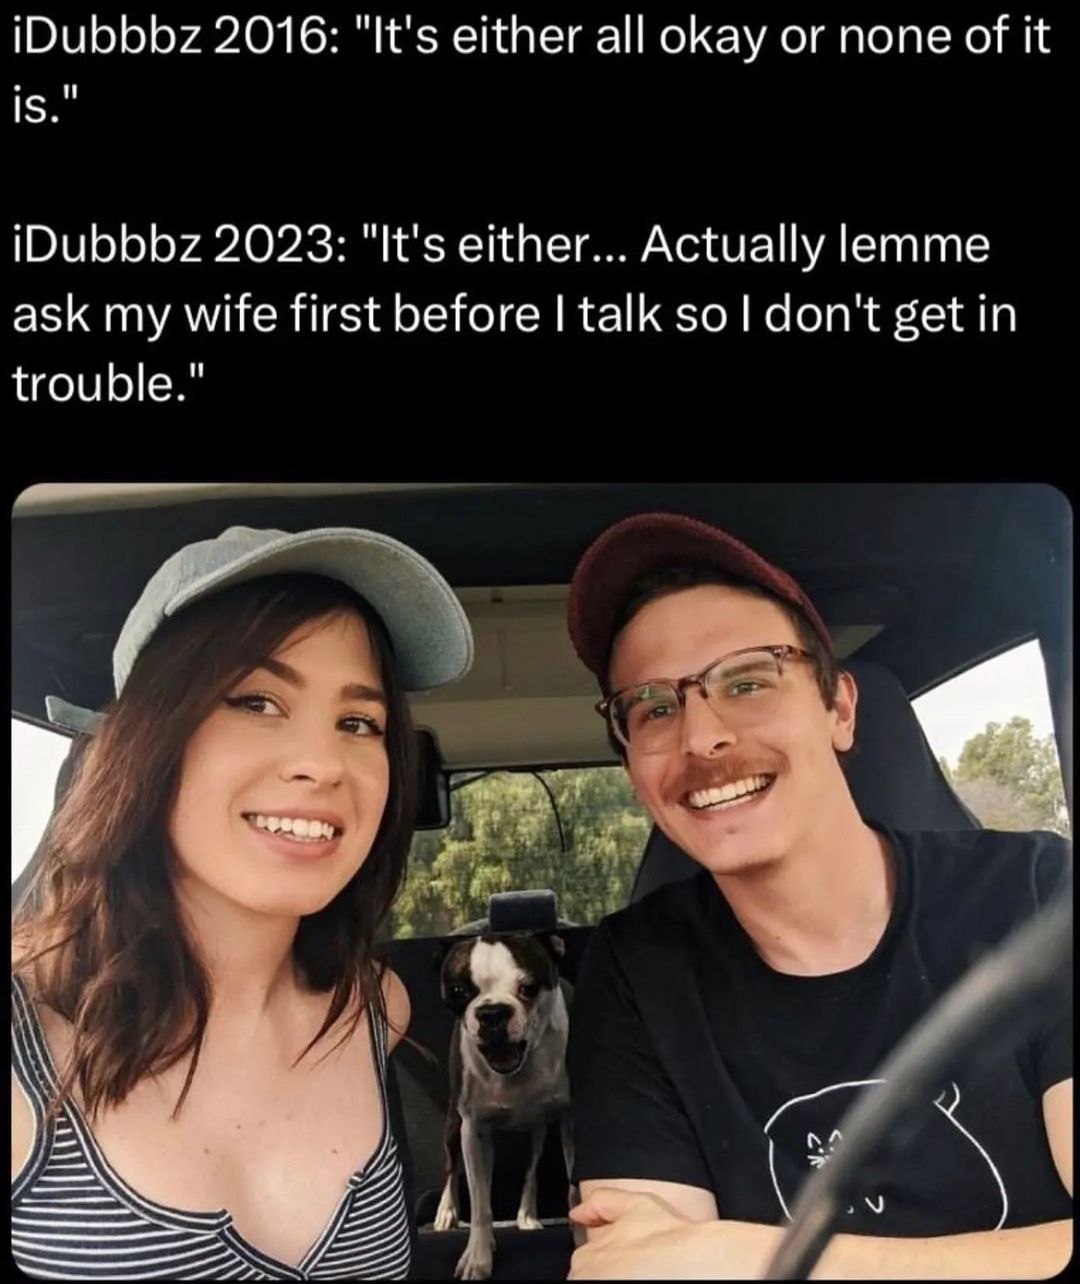 iDubbbz 2016: "It's either all okay or none of it
is."
iDubbbz 2023: "It's either... Actually lemme
ask my wife first before I talk so I don't get in
trouble."